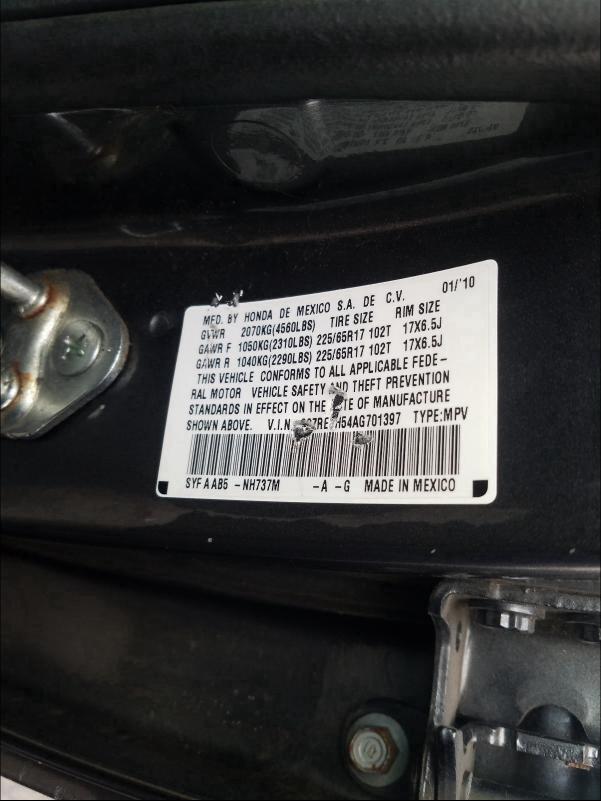 MFD. BY HONDA DE MEXICO S.A. DE C.V. 01/'10
GVWR 2070KG(4560LBS) TIRE SIZE RIM SIZE
GAWR F 1050KG(2310LBS) 225/65R17 102T 17X6.5J
GAWR R 1040KG(2290LBS) 225/65R17 102T 17X6.5J
THIS VEHICLE CONFORMS TO ALL APPLICABLE FEDE-
RAL MOTOR VEHICLE SAFETY AND THEFT PREVENTION
STANDARDS IN EFFECT ON THE OF MANUFACTURE
SHOWN ABOVE. V.I.N. H54AG701397 TYPE:MPV
SYF A AB5 -NH737M -A -G MADE IN MEXICO